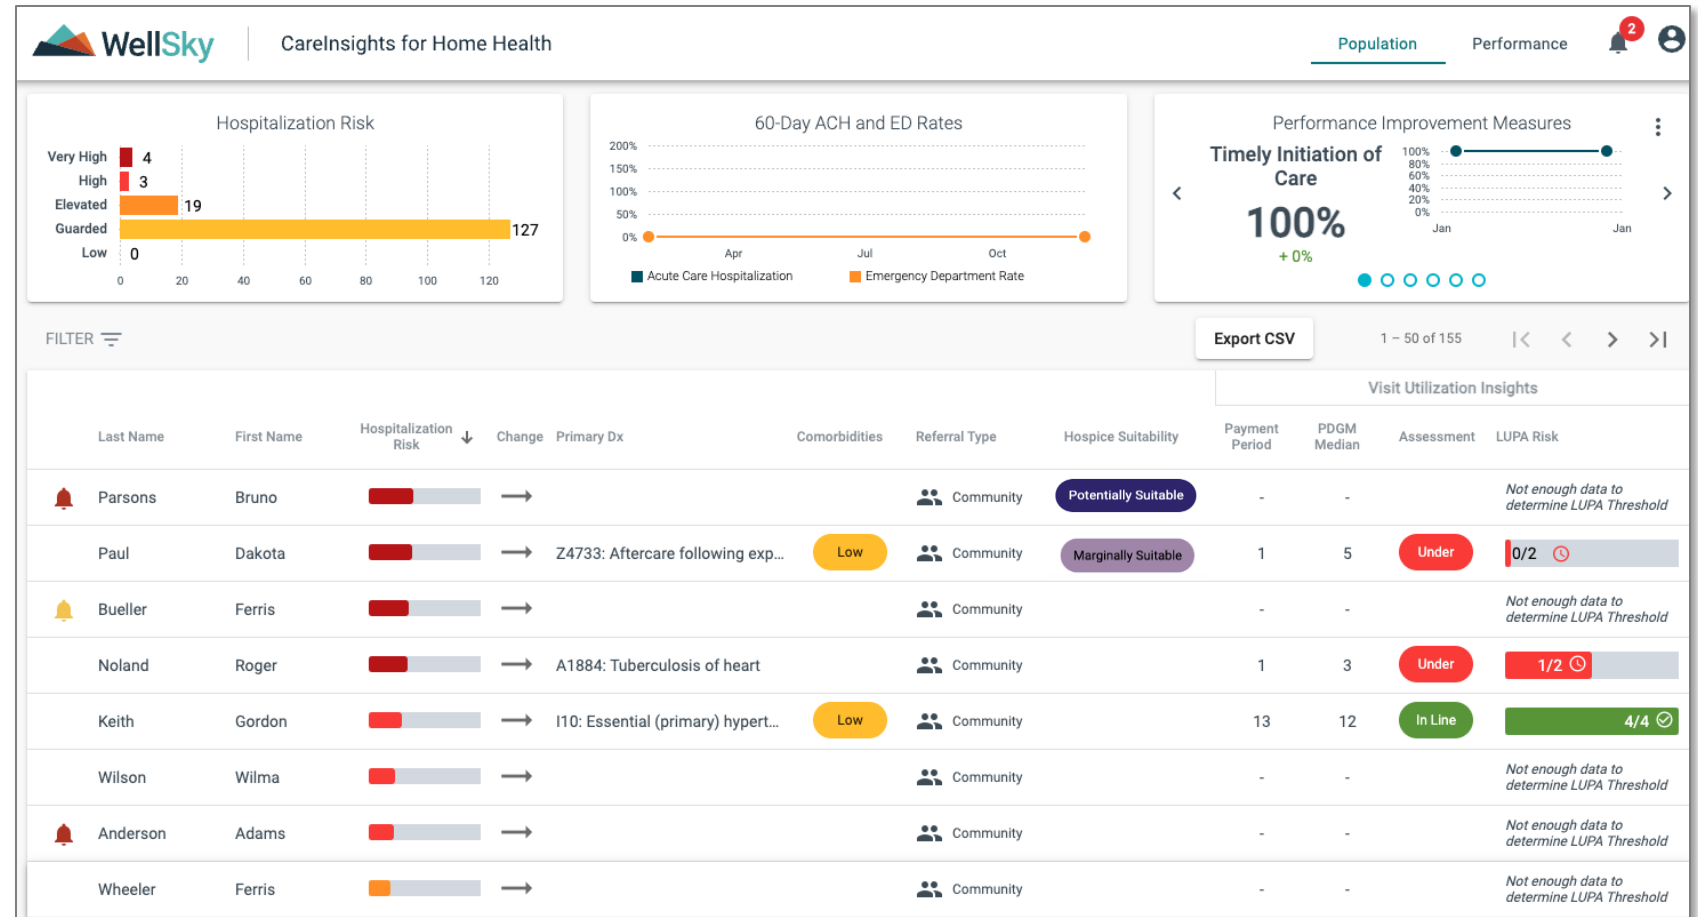 WellSky
CareInsights for Home Health
Population
Performance
2
Hospitalization Risk
Very High 4
High 3
Elevated 19
Guarded 127
Low 0
0 20 40 60 80 100 120
60-Day ACH and ED Rates
200%
150%
100%
50%
0%
Apr Jul Oct
Acute Care Hospitalization Emergency Department Rate
Performance Improvement Measures
Timely Initiation of
Care
100%
+ 0%
100%
80%
60%
40%
20%
0%
Jan Jan
FILTER
Export CSV
1 – 50 of 155
Visit Utilization Insights
Last Name First Name Hospitalization Risk Change Primary Dx Comorbidities Referral Type Hospice Suitability Payment Period PDGM Median Assessment LUPA Risk
Parsons Bruno Community Potentially Suitable - - Not enough data to determine LUPA Threshold
Paul Dakota Z4733: Aftercare following exp... Low Community Marginally Suitable 1 5 Under 0/2
Bueller Ferris Community - - Not enough data to determine LUPA Threshold
Noland Roger A1884: Tuberculosis of heart Community 1 3 Under 1/2
Keith Gordon I10: Essential (primary) hypert... Low Community 13 12 In Line 4/4
Wilson Wilma Community - - Not enough data to determine LUPA Threshold
Anderson Adams Community - - Not enough data to determine LUPA Threshold
Wheeler Ferris Community - - Not enough data to determine LUPA Threshold